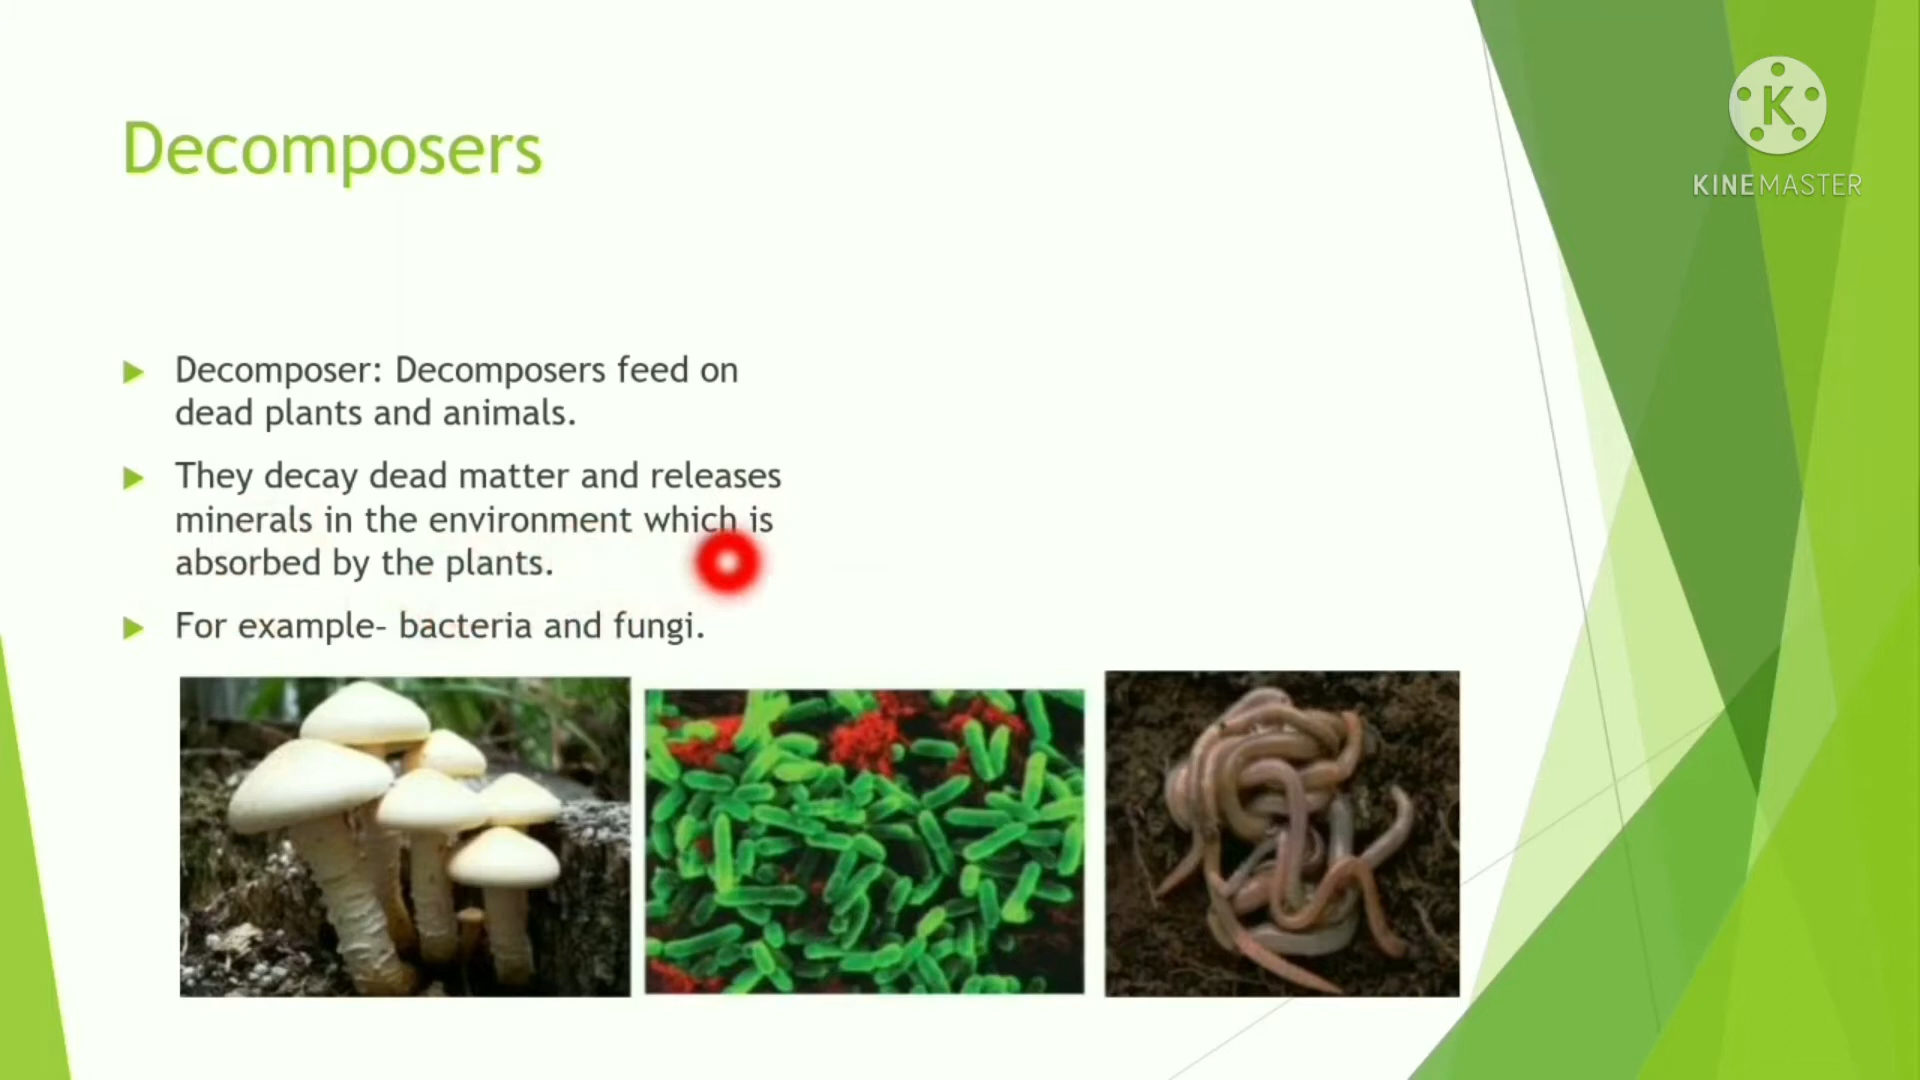 Decomposers
K
KINEMASTER
Decomposer: Decomposers feed on
dead plants and animals.
They decay dead matter and releases
minerals in the environment which is
absorbed by the plants.
For example- bacteria and fungi.